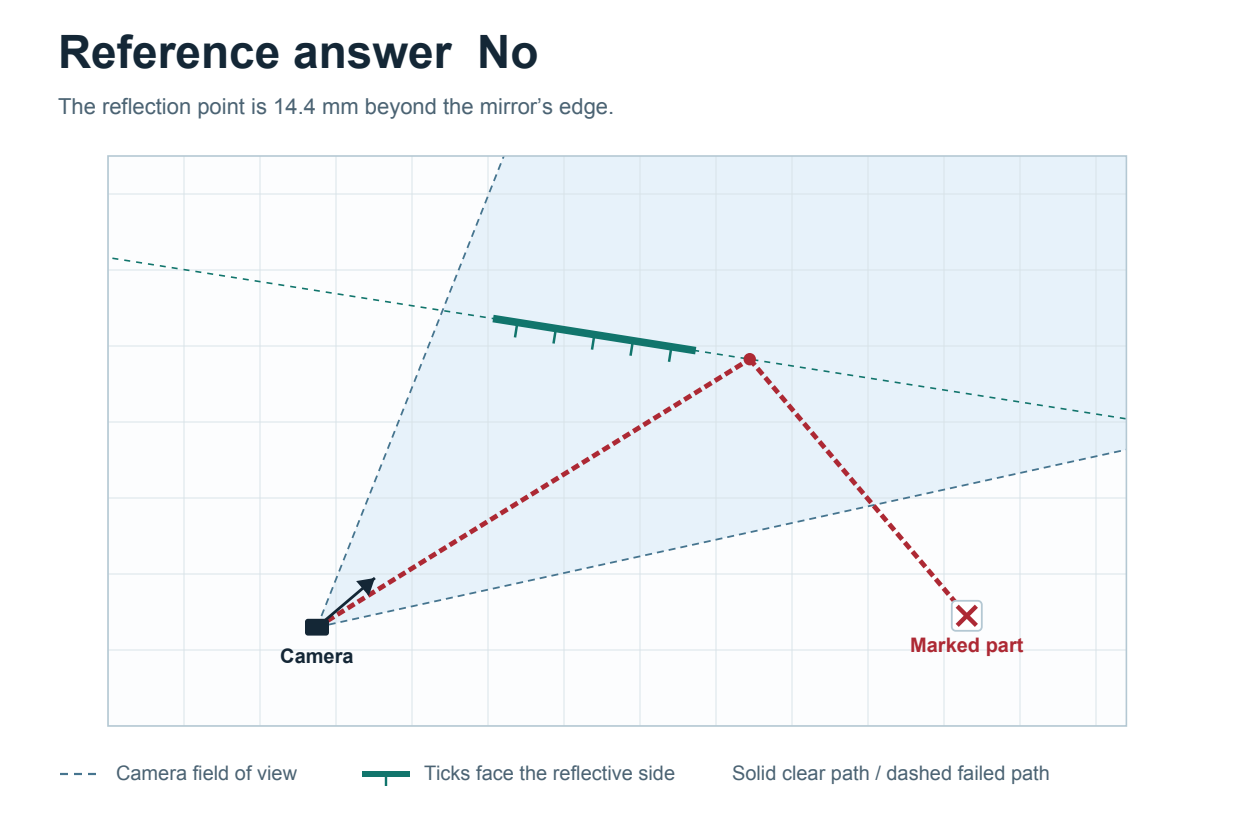 Reference answer No
The reflection point is 14.4 mm beyond the mirror’s edge.
Camera
Marked part
Camera field of view
Ticks face the reflective side
Solid clear path / dashed failed path